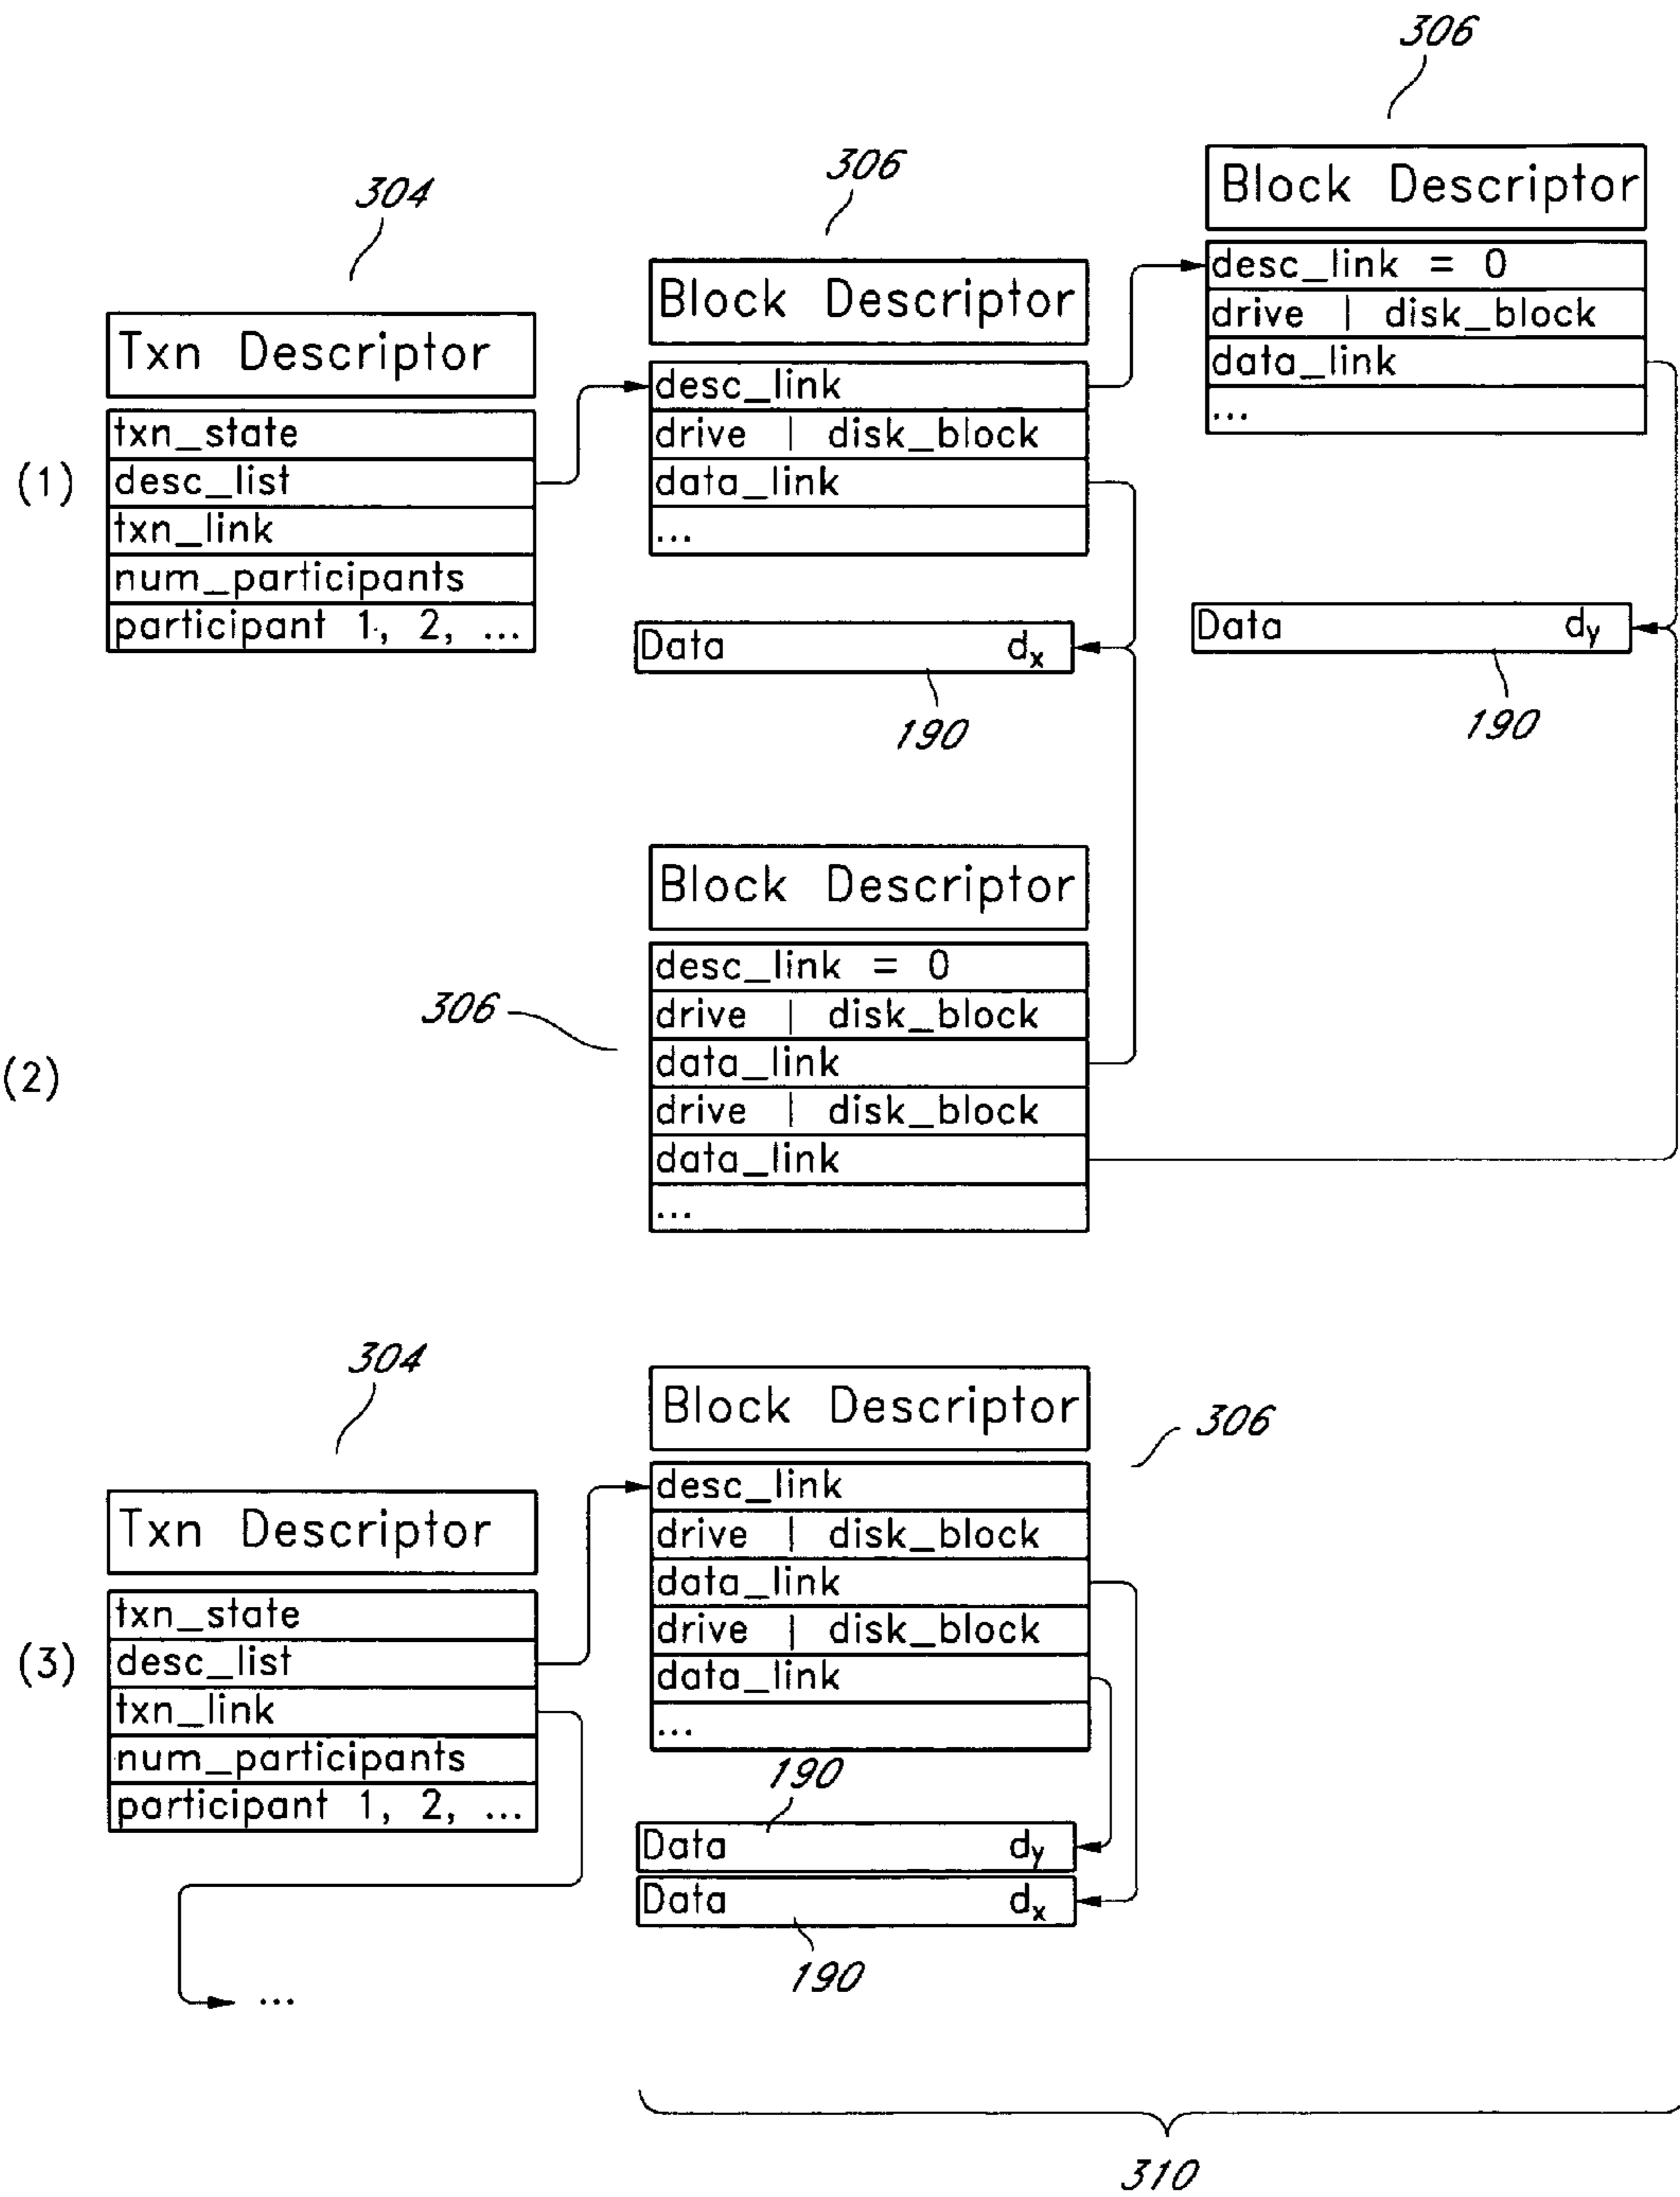 306
306
304
Block Descriptor
desc_link = 0
drive | disk_block
data_link
...
Block Descriptor
desc_link
drive | disk_block
data_link
...
Txn Descriptor
txn_state
desc_list
txn_link
num_participants
participant 1, 2, ...
(1)
Data dx
190
Data dy
190
Block Descriptor
desc_link = 0
drive | disk_block
data_link
drive | disk_block
data_link
...
306
(2)
304
Block Descriptor
306
desc_link
drive | disk_block
data_link
drive | disk_block
data_link
...
Txn Descriptor
txn_state
desc_list
txn_link
num_participants
participant 1, 2, ...
(3)
190
Data dy
Data dx
190
...
310